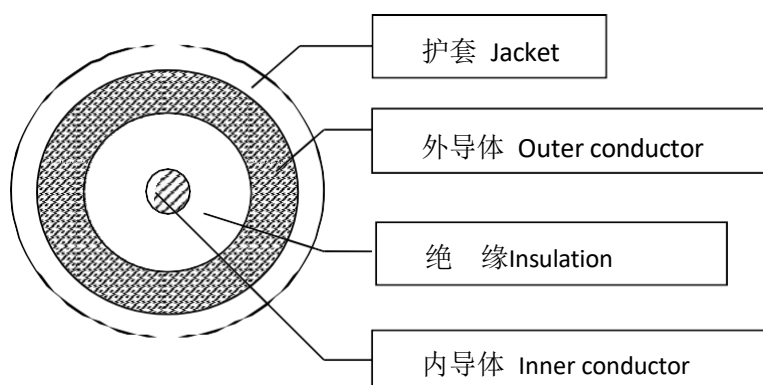 护套 Jacket
外导体 Outer conductor
绝 缘Insulation
内导体 Inner conductor